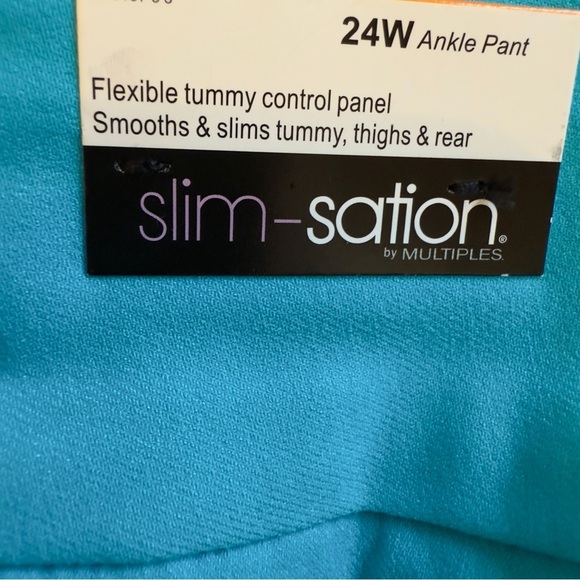 24W Ankle Pant
Flexible tummy control panel
Smooths & slims tummy, thighs & rear
slim-sation®
by MULTIPLES